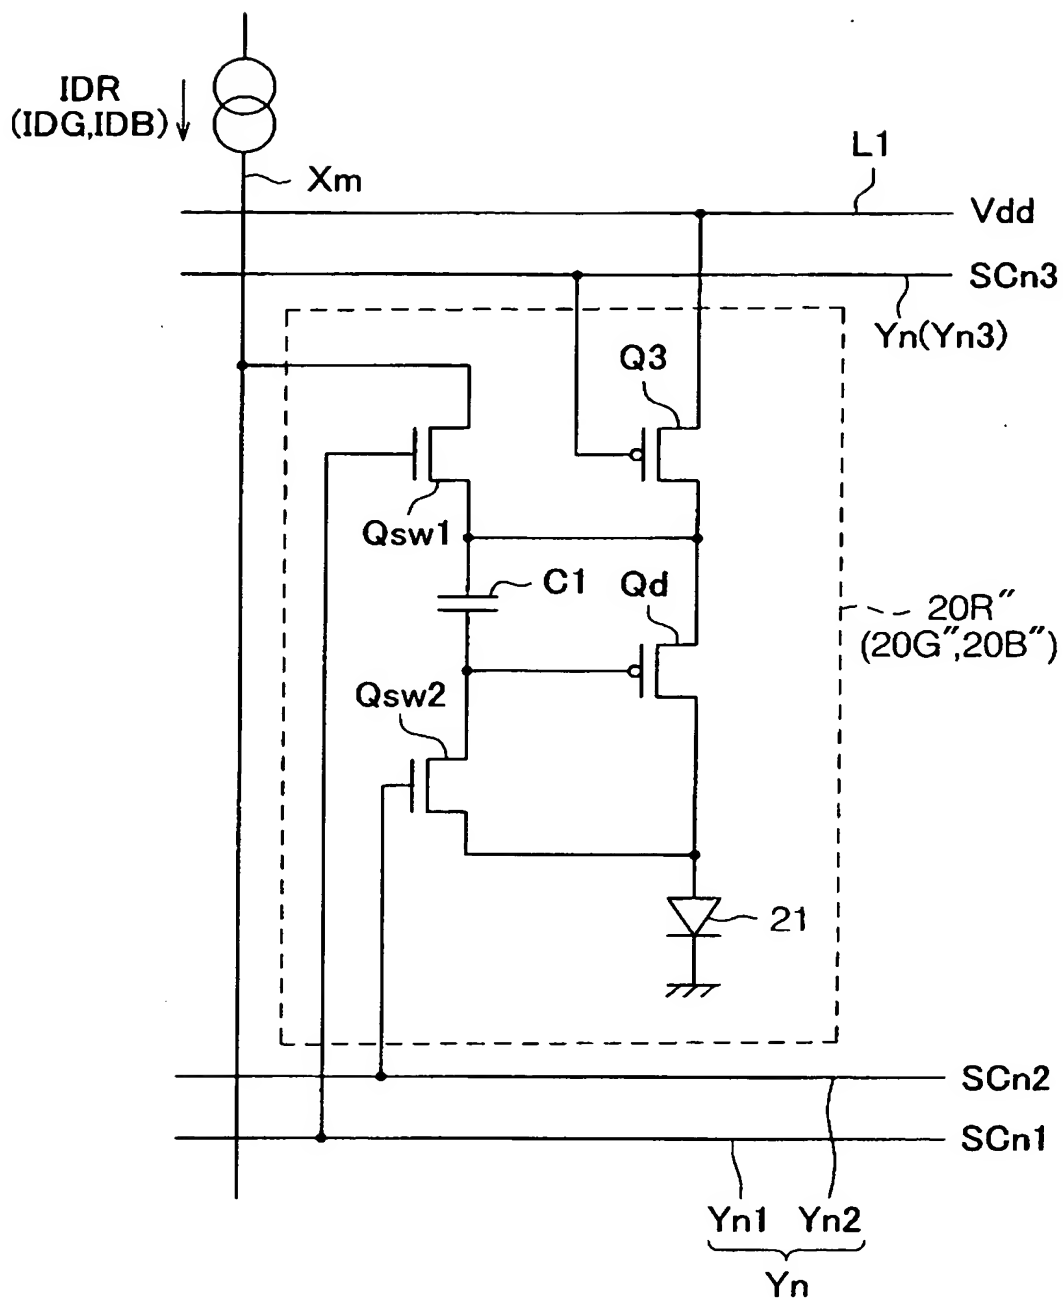 IDR
(IDG,IDB)
Xm
L1
Vdd
SCn3
Yn(Yn3)
Q3
Qsw1
C1
Qd
20R″
(20G″,20B″)
Qsw2
21
SCn2
SCn1
Yn1 Yn2
Yn